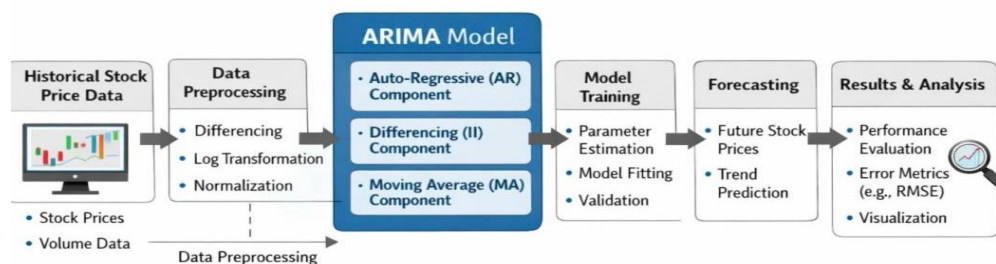 Historical Stock
Price Data
• Stock Prices
• Volume Data
Data
Preprocessing
• Differencing
• Log Transformation
• Normalization
Data Preprocessing
ARIMA Model
• Auto-Regressive (AR)
Component
• Differencing (II)
Component
• Moving Average (MA)
Component
Model
Training
• Parameter
Estimation
• Model Fitting
• Validation
Forecasting
• Future Stock
Prices
• Trend
Prediction
Results & Analysis
• Performance
Evaluation
• Error Metrics
(e.g., RMSE)
• Visualization